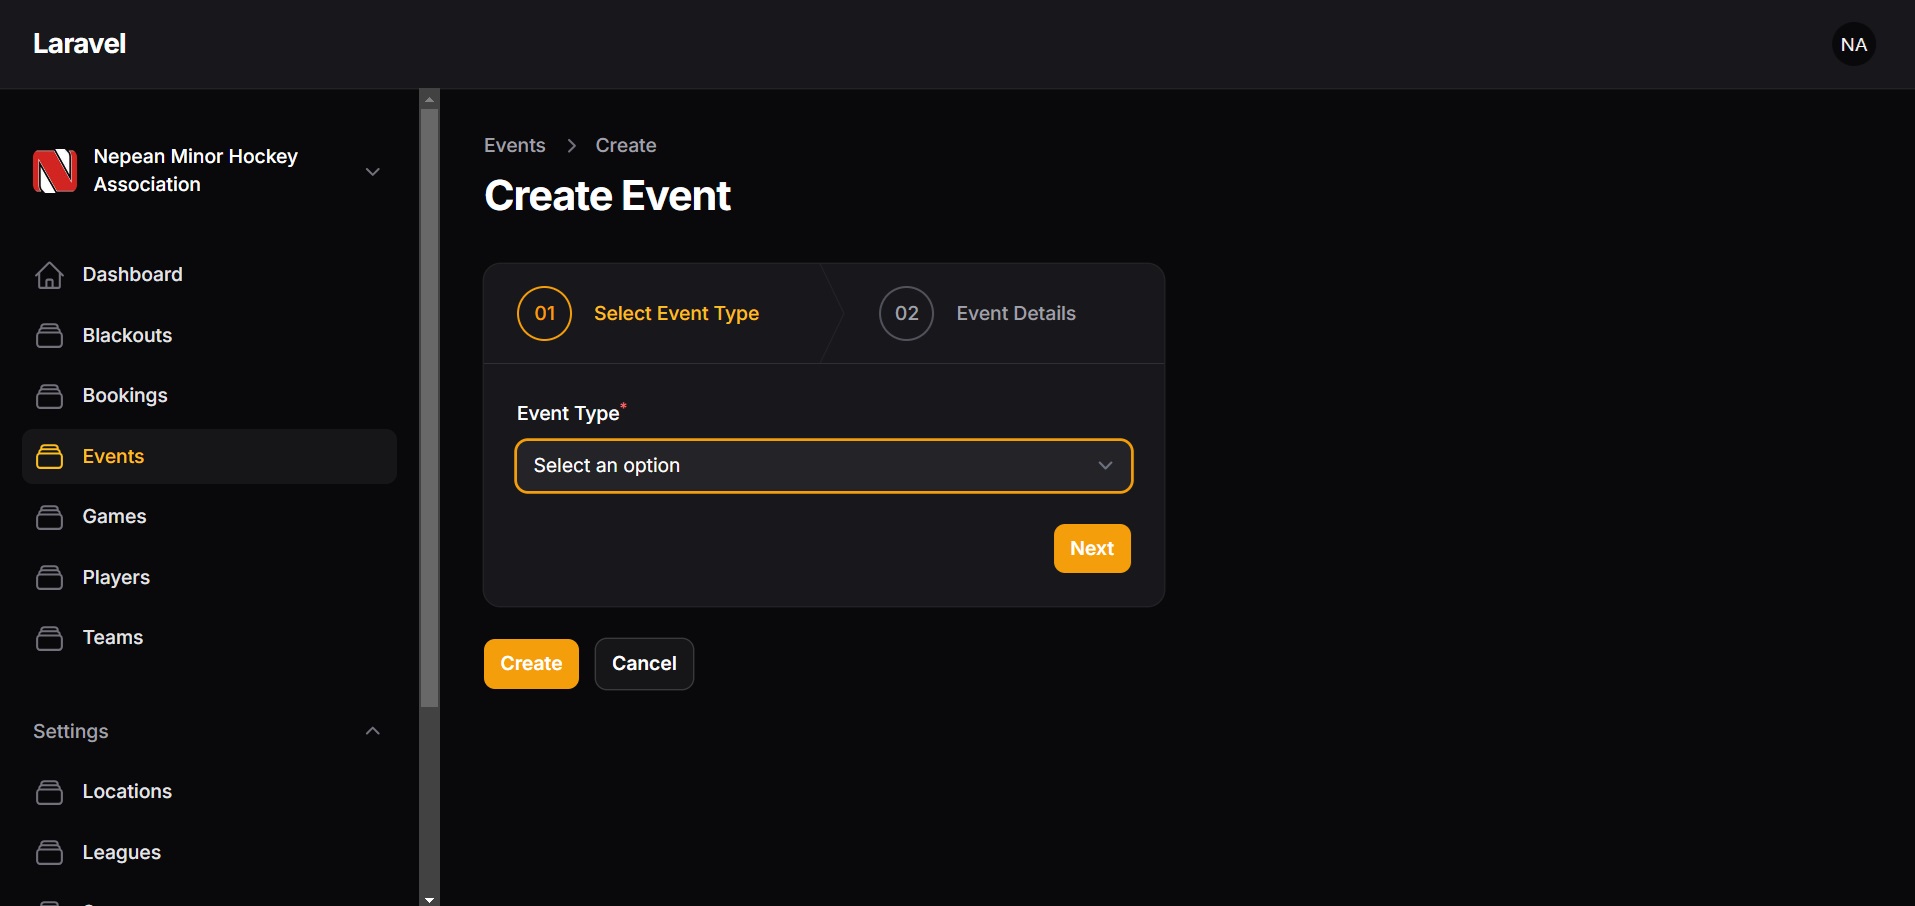 Laravel
NA
Nepean Minor Hockey
Association
Dashboard
Blackouts
Bookings
Events
Games
Players
Teams
Settings
Locations
Leagues
Events > Create
Create Event
01 Select Event Type
02 Event Details
Event Type*
Select an option
Next
Create
Cancel